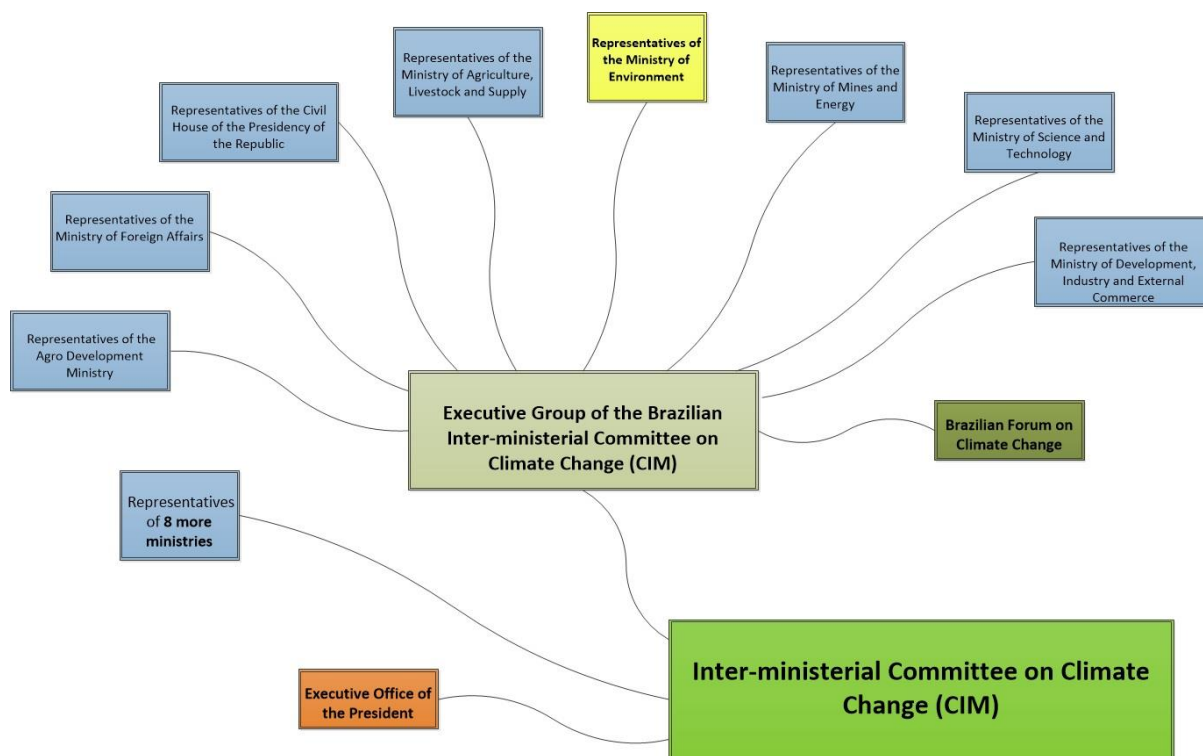 Representatives of
the Ministry of
Environment
Representatives of the
Ministry of Agriculture,
Livestock and Supply
Representatives of the
Ministry of Mines and
Energy
Representatives of the Civil
House of the Presidency of
the Republic
Representatives of the
Ministry of Science and
Technology
Representatives of the
Ministry of Foreign Affairs
Representatives of the
Ministry of Development,
Industry and External
Commerce
Representatives of the
Agro Development
Ministry
Executive Group of the Brazilian
Inter-ministerial Committee on
Climate Change (CIM)
Brazilian Forum on
Climate Change
Representatives
of 8 more
ministries
Inter-ministerial Committee on Climate
Change (CIM)
Executive Office of
the President